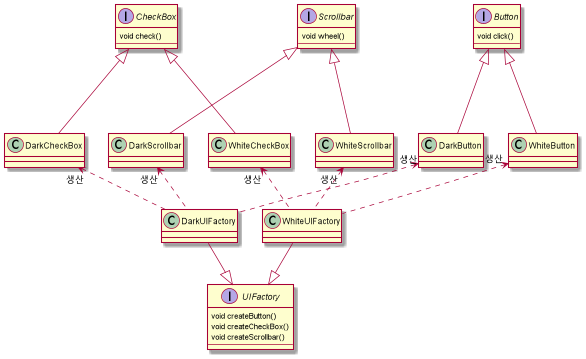 I CheckBox
void check()
I Scrollbar
void wheel()
I Button
void click()
C DarkCheckBox
C DarkScrollbar
C WhiteCheckBox
C WhiteScrollbar
C DarkButton
C WhiteButton
생산
생산
생산
생산
생산
생산
C DarkUIFactory
C WhiteUIFactory
I UIFactory
void createButton()
void createCheckBox()
void createScrollbar()